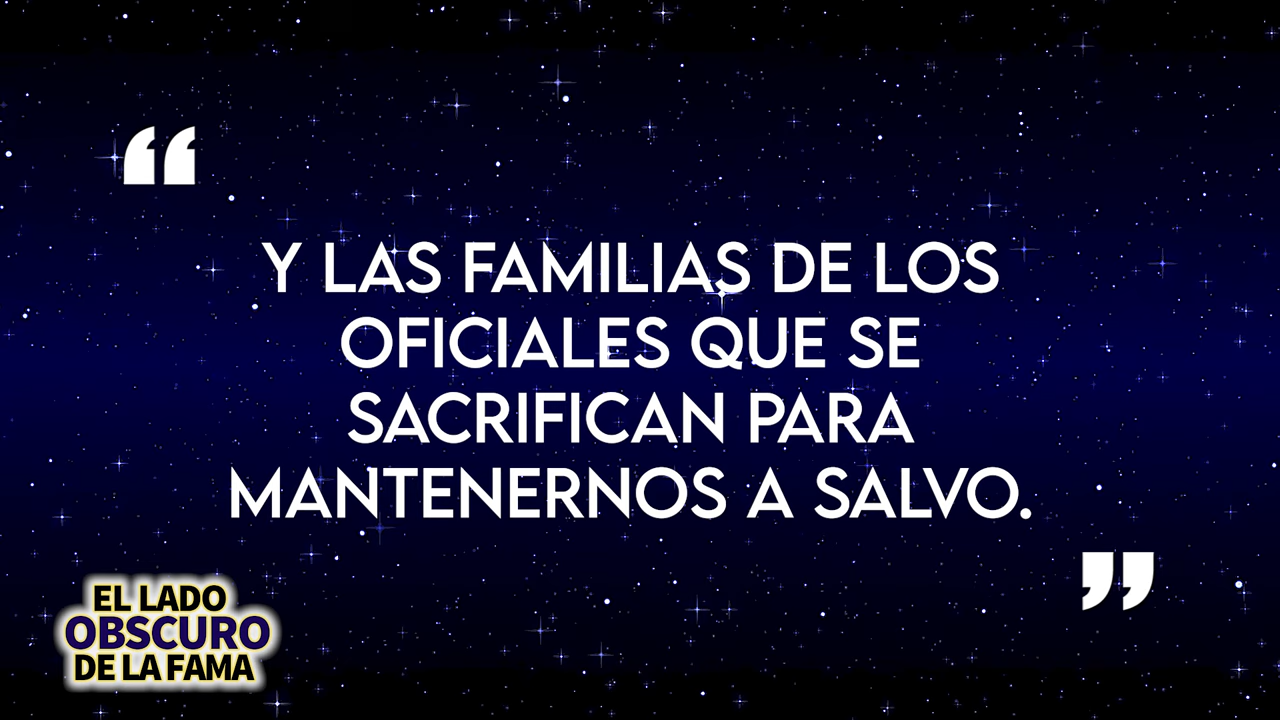 “
Y LAS FAMILIAS DE LOS
OFICIALES QUE SE
SACRIFICAN PARA
MANTENERNOS A SALVO.
”
EL LADO
OBSCURO
DE LA FAMA